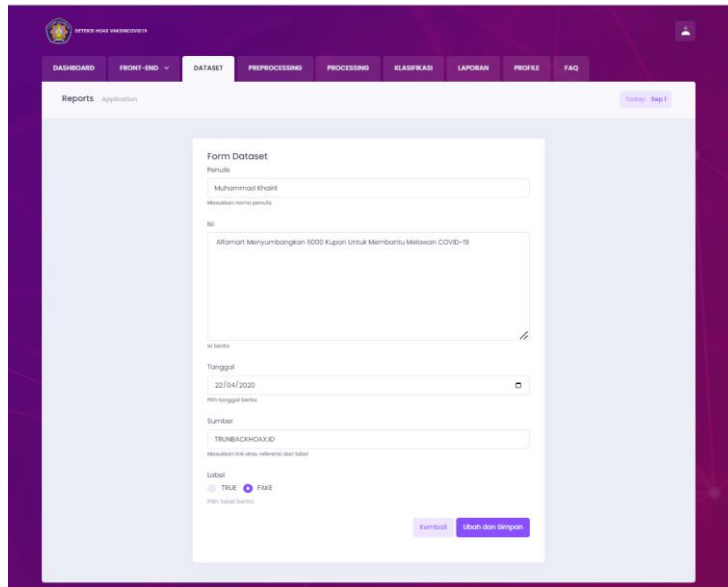 DETEKSI HOAX VAKSINCOVID19
DASHBOARD FRONT-END DATASET PREPROCESSING PROCESSING KLASIFIKASI LAPORAN PROFILE FAQ
Reports Application Today: Sep 1
Form Dataset
Penulis
Muhammad Khairil
Masukkan nama penulis
Isi
Alfamart Menyumbangkan 6000 Kupon Untuk Membantu Melawan COVID-19
Isi berita
Tanggal
22/04/2020
Pilih tanggal berita
Sumber
TRUNBACKHOAX.ID
Masukkan link atau referensi dari label
Label
TRUE FAKE
Pilih label berita
Kembali Ubah dan Simpan